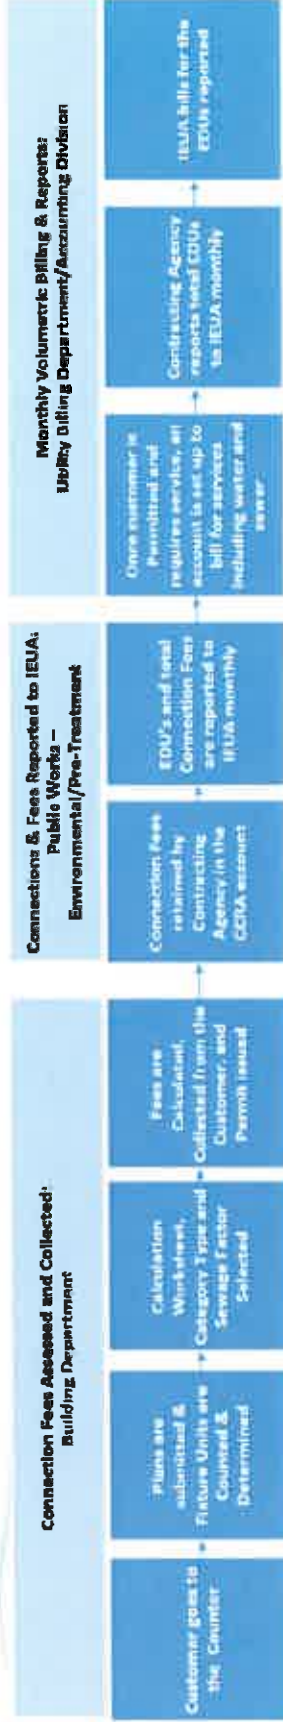 Connection Fees Assessed and Collected:
Building Department
Customer goes to
the Counter
Plans are
submitted &
Fixture Units are
Counted &
Determined
Calculation
Worksheet,
Category Type and
Sewage Factor
Selected
Fees are
Calculated,
Collected from the
Customer, and
Permit issued
Connections & Fees Reported to IEUA:
Public Works –
Environmental/Pre-Treatment
Connection Fees
retained by
Contracting
Agency in the
CCRA account
EDU's and total
Connection Fees
are reported to
IEUA monthly
Monthly Volumetric Billing & Reports:
Utility Billing Department/Accounting Division
Once customer is
Permitted and
requires service, an
account is set up to
bill for services
including water and
sewer
Contracting Agency
reports total EDUs
to IEUA monthly
IEUA bills for the
EDUs reported